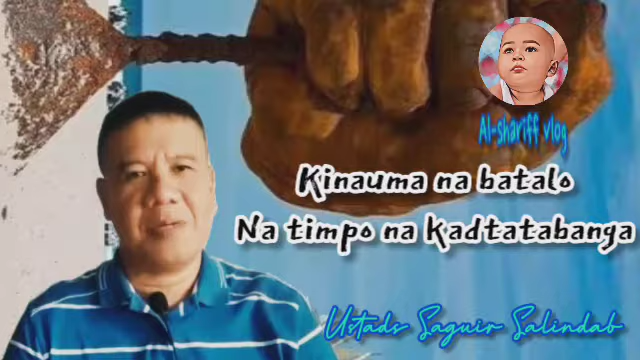 Al-shariff vlog
Kinauma na batalo
Na timpo na Kadtatabanga
Ustads Saguir Salindab